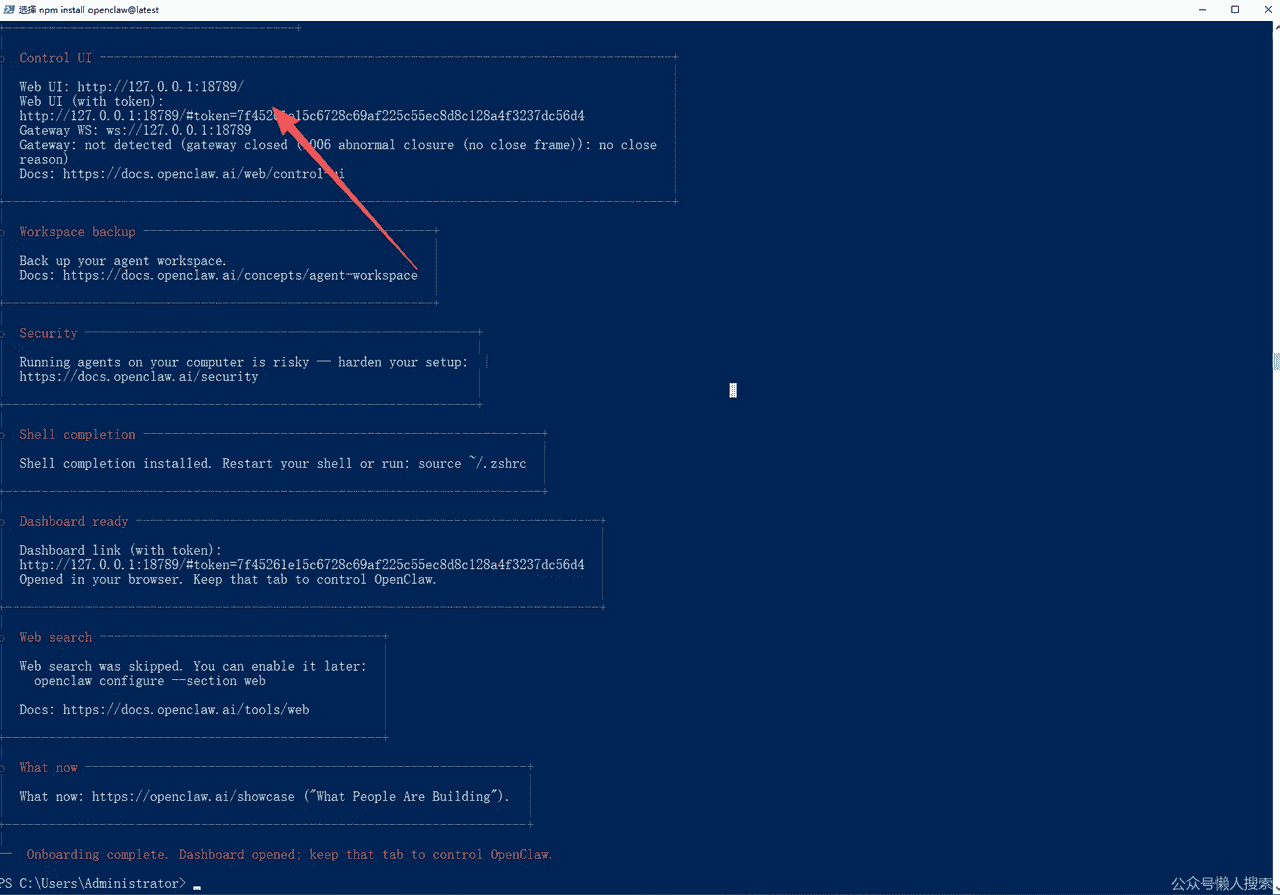 选择 npm install openclaw@latest
Control UI
Web UI: http://127.0.0.1:18789/
Web UI (with token):
http://127.0.0.1:18789/#token=7f45261e15c6728c69af225c55ec8d8c128a4f3237dc56d4
Gateway WS: ws://127.0.0.1:18789
Gateway: not detected (gateway closed (1006 abnormal closure (no close frame)): no close
reason)
Docs: https://docs.openclaw.ai/web/control-ui
Workspace backup
Back up your agent workspace.
Docs: https://docs.openclaw.ai/concepts/agent-workspace
Security
Running agents on your computer is risky — harden your setup:
https://docs.openclaw.ai/security
Shell completion
Shell completion installed. Restart your shell or run: source ~/.zshrc
Dashboard ready
Dashboard link (with token):
http://127.0.0.1:18789/#token=7f45261e15c6728c69af225c55ec8d8c128a4f3237dc56d4
Opened in your browser. Keep that tab to control OpenClaw.
Web search
Web search was skipped. You can enable it later:
openclaw configure --section web
Docs: https://docs.openclaw.ai/tools/web
What now
What now: https://openclaw.ai/showcase ("What People Are Building").
Onboarding complete. Dashboard opened; keep that tab to control OpenClaw.
PS C:\Users\Administrator>
公众号懒人搜索